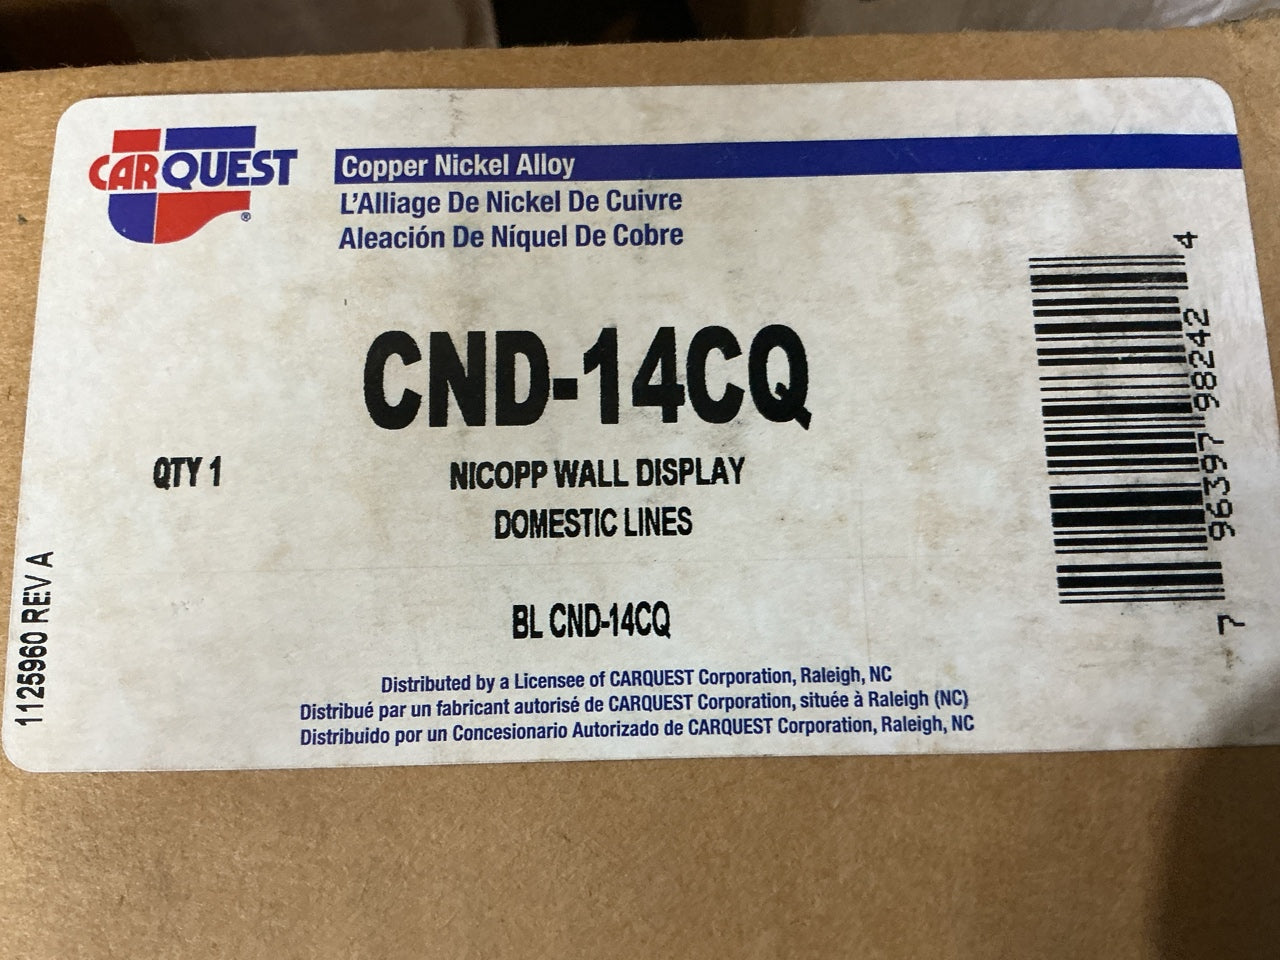 CARQUEST
®
Copper Nickel Alloy
L'Alliage De Nickel De Cuivre
Aleación De Níquel De Cobre
CND-14CQ
QTY 1
NICOPP WALL DISPLAY
DOMESTIC LINES
BL CND-14CQ
Distributed by a Licensee of CARQUEST Corporation, Raleigh, NC
Distribué par un fabricant autorisé de CARQUEST Corporation, située à Raleigh (NC)
Distribuido por un Concesionario Autorizado de CARQUEST Corporation, Raleigh, NC
1125960 REV A
7 96397 98242 4